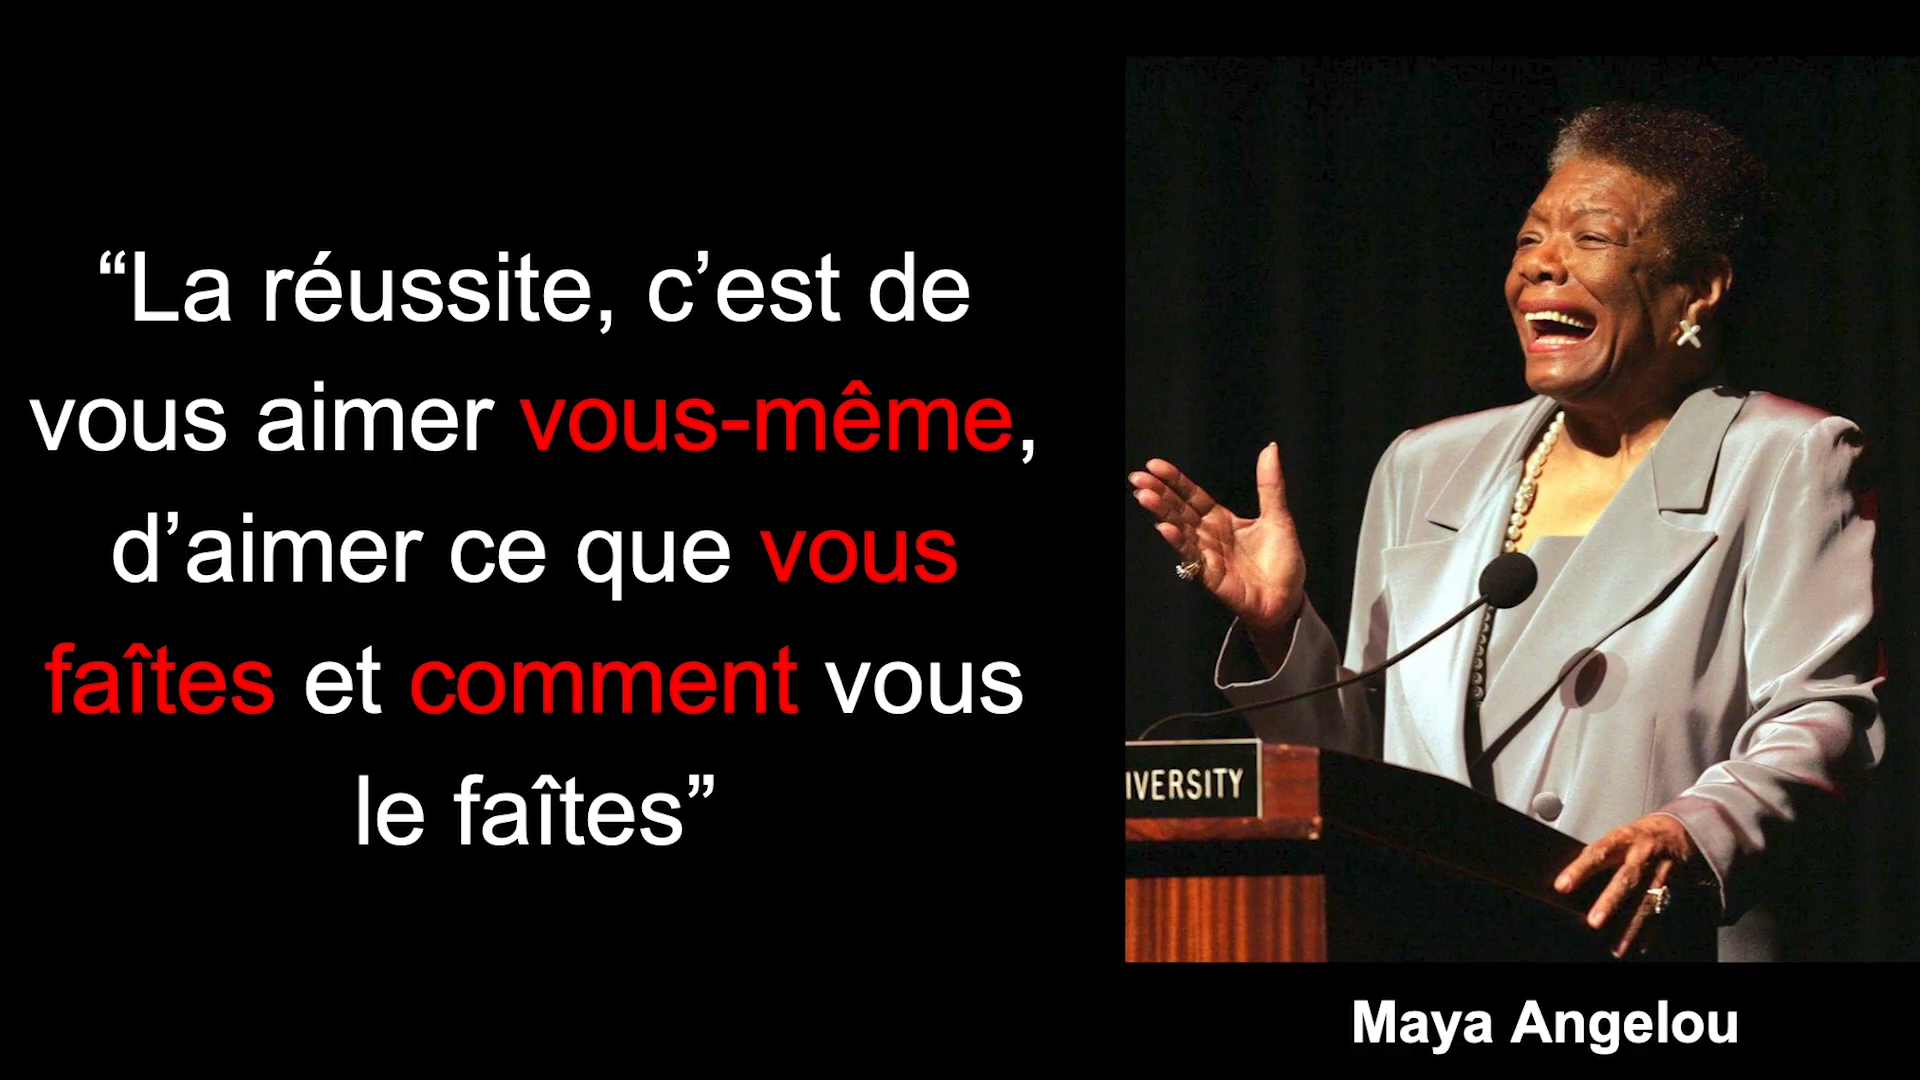 “La réussite, c’est de
vous aimer vous-même,
d’aimer ce que vous
faîtes et comment vous
le faîtes”
IVERSITY
Maya Angelou